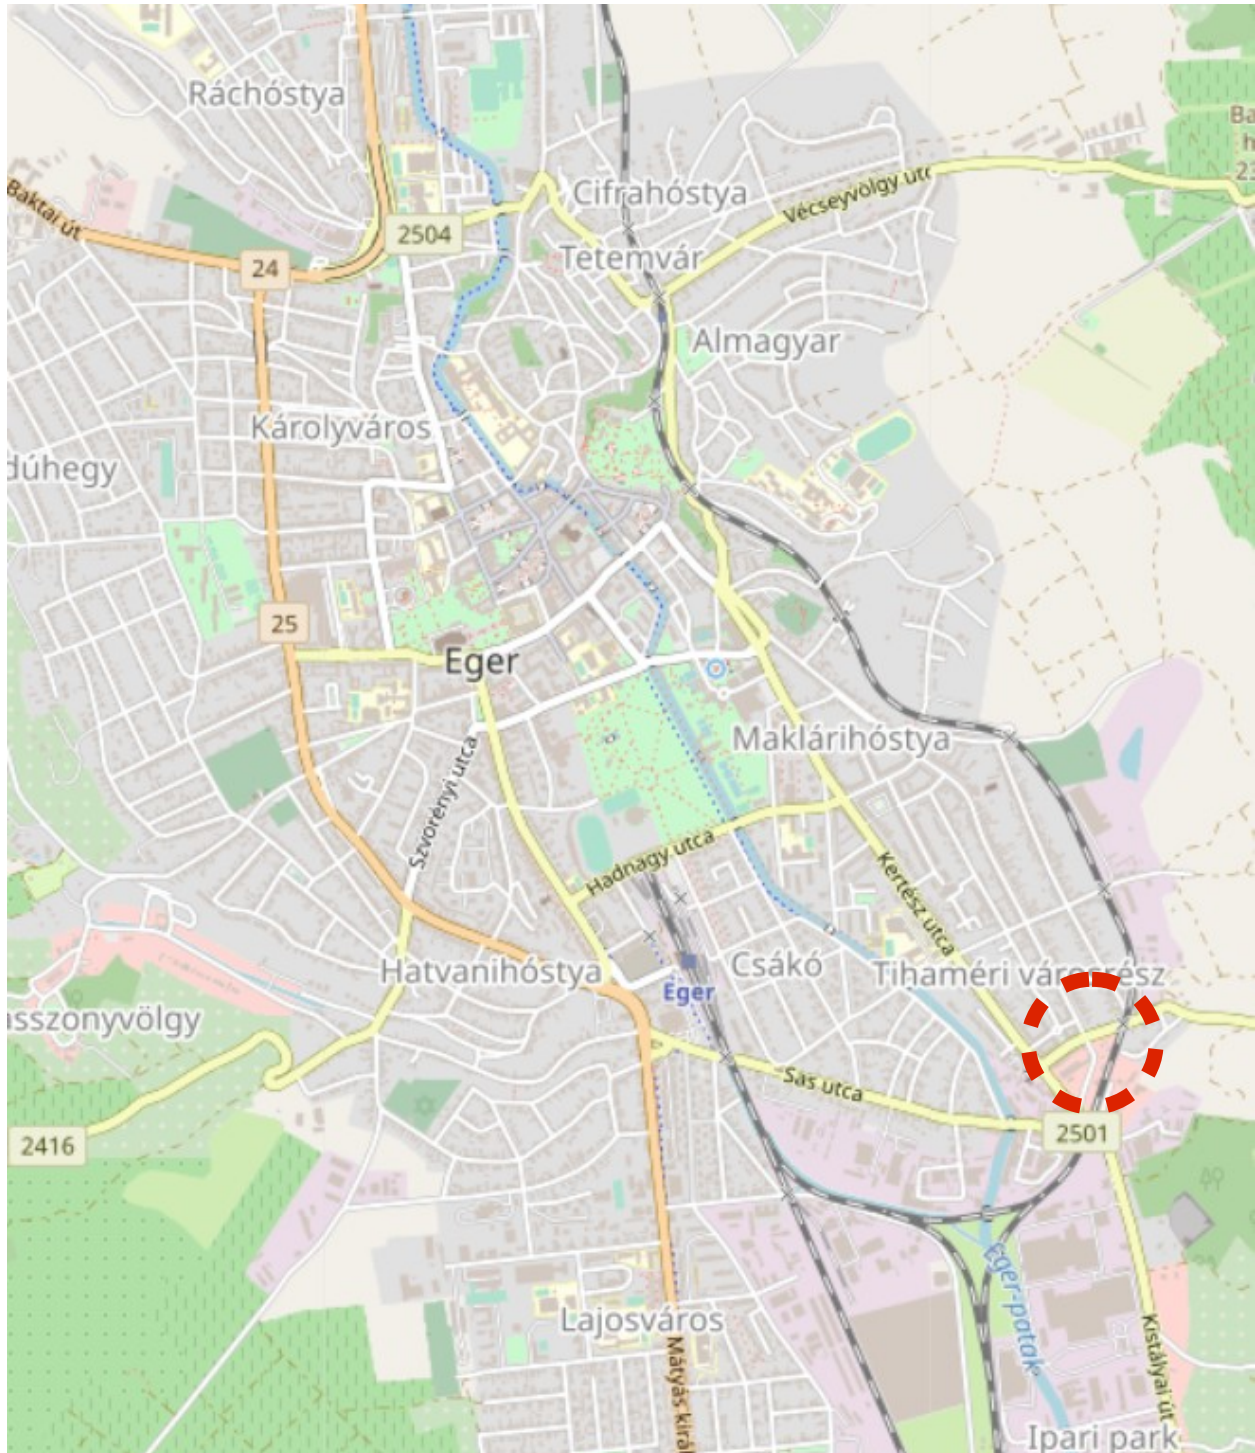 Ráchóstya
Cifrahóstya
Vécseyvölgy utc
Baktai út
2504
Tetemvár
24
Almagyar
Károlyváros
dúhegy
25
Eger
Maklárihóstya
Szvorényi utca
Hadnagy utca
Kertész utca
Hatvanihóstya
Csákó
Tihaméri városrész
Eger
sszonyvölgy
Sas utca
2501
2416
Eger-patak
Lajosváros
Mátyás kirá
Kistályai út
Ipari park